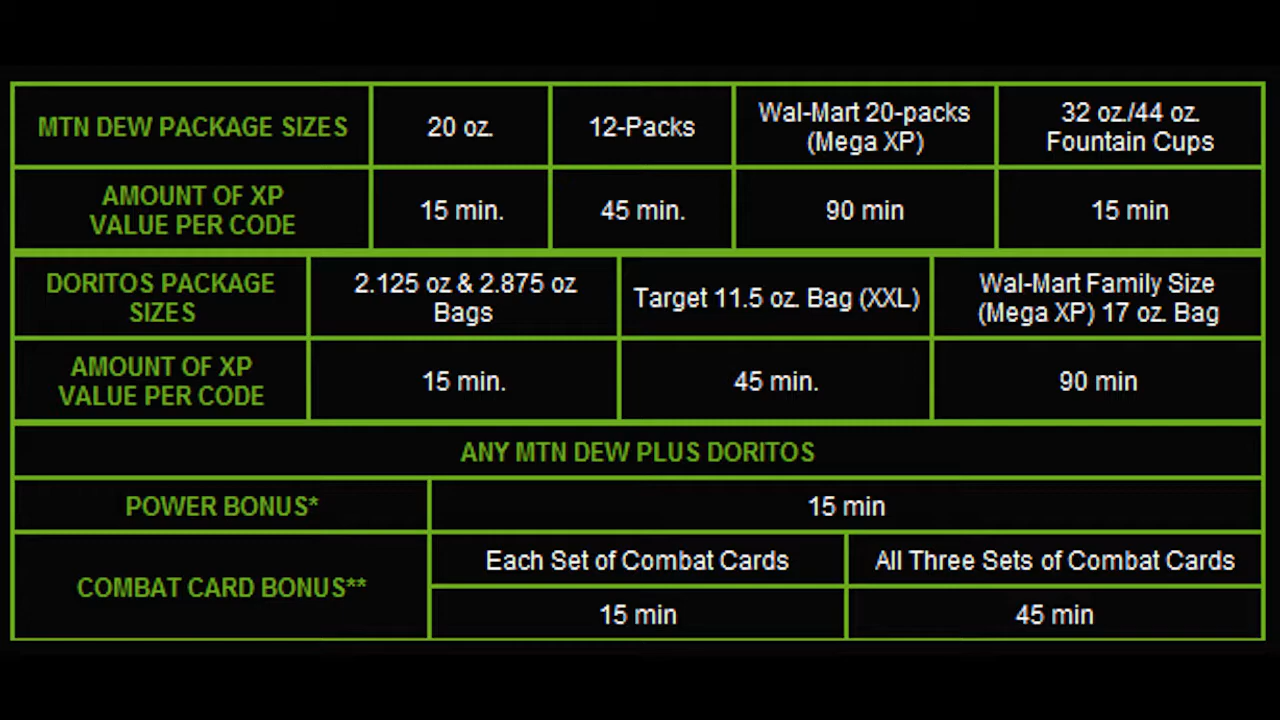 MTN DEW PACKAGE SIZES
20 oz.
12-Packs
Wal-Mart 20-packs
(Mega XP)
32 oz./44 oz.
Fountain Cups
AMOUNT OF XP
VALUE PER CODE
15 min.
45 min.
90 min
15 min
DORITOS PACKAGE
SIZES
2.125 oz & 2.875 oz
Bags
Target 11.5 oz. Bag (XXL)
Wal-Mart Family Size
(Mega XP) 17 oz. Bag
AMOUNT OF XP
VALUE PER CODE
15 min.
45 min.
90 min
ANY MTN DEW PLUS DORITOS
POWER BONUS*
15 min
COMBAT CARD BONUS**
Each Set of Combat Cards
All Three Sets of Combat Cards
15 min
45 min